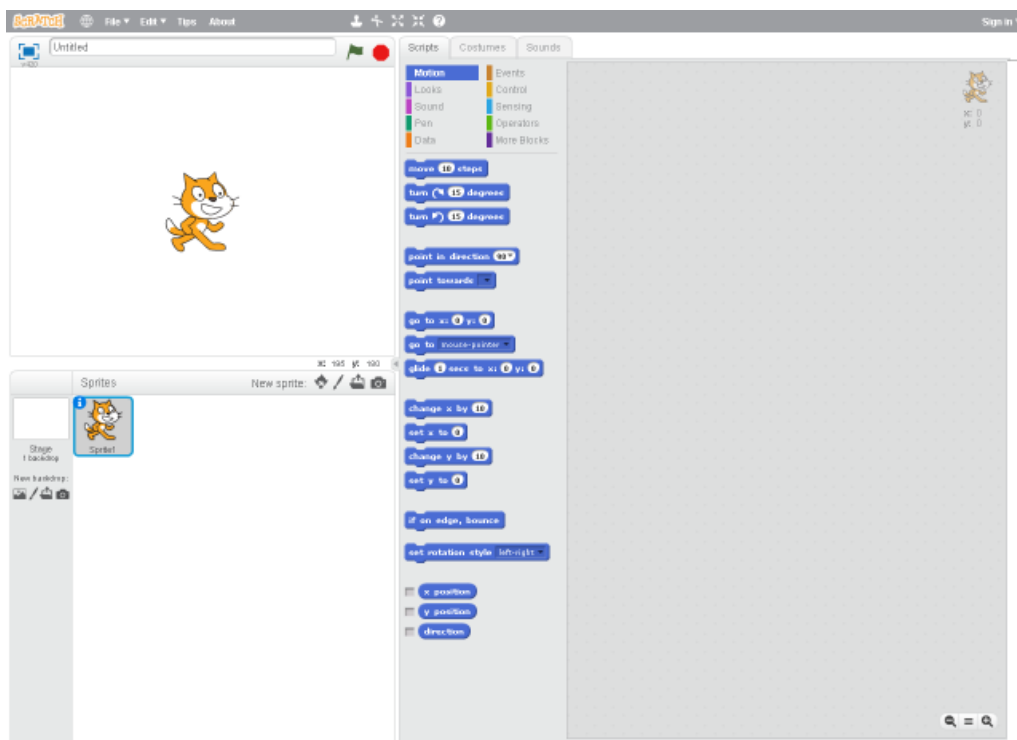 SCRATCH File Edit Tips About Sign in
Untitled
v420
Scripts Costumes Sounds
Motion Events
Looks Control
Sound Sensing
Pen Operators
Data More Blocks
x: 0
y: 0
move 10 steps
turn 15 degrees
turn 15 degrees
point in direction 90
point towards
go to x: 0 y: 0
go to mouse-pointer
glide 1 secs to x: 0 y: 0
change x by 10
set x to 0
change y by 10
set y to 0
if on edge, bounce
set rotation style left-right
x position
y position
direction
x: 195 y: 180
Sprites New sprite:
Stage
1 backdrop
Sprite1
New backdrop: